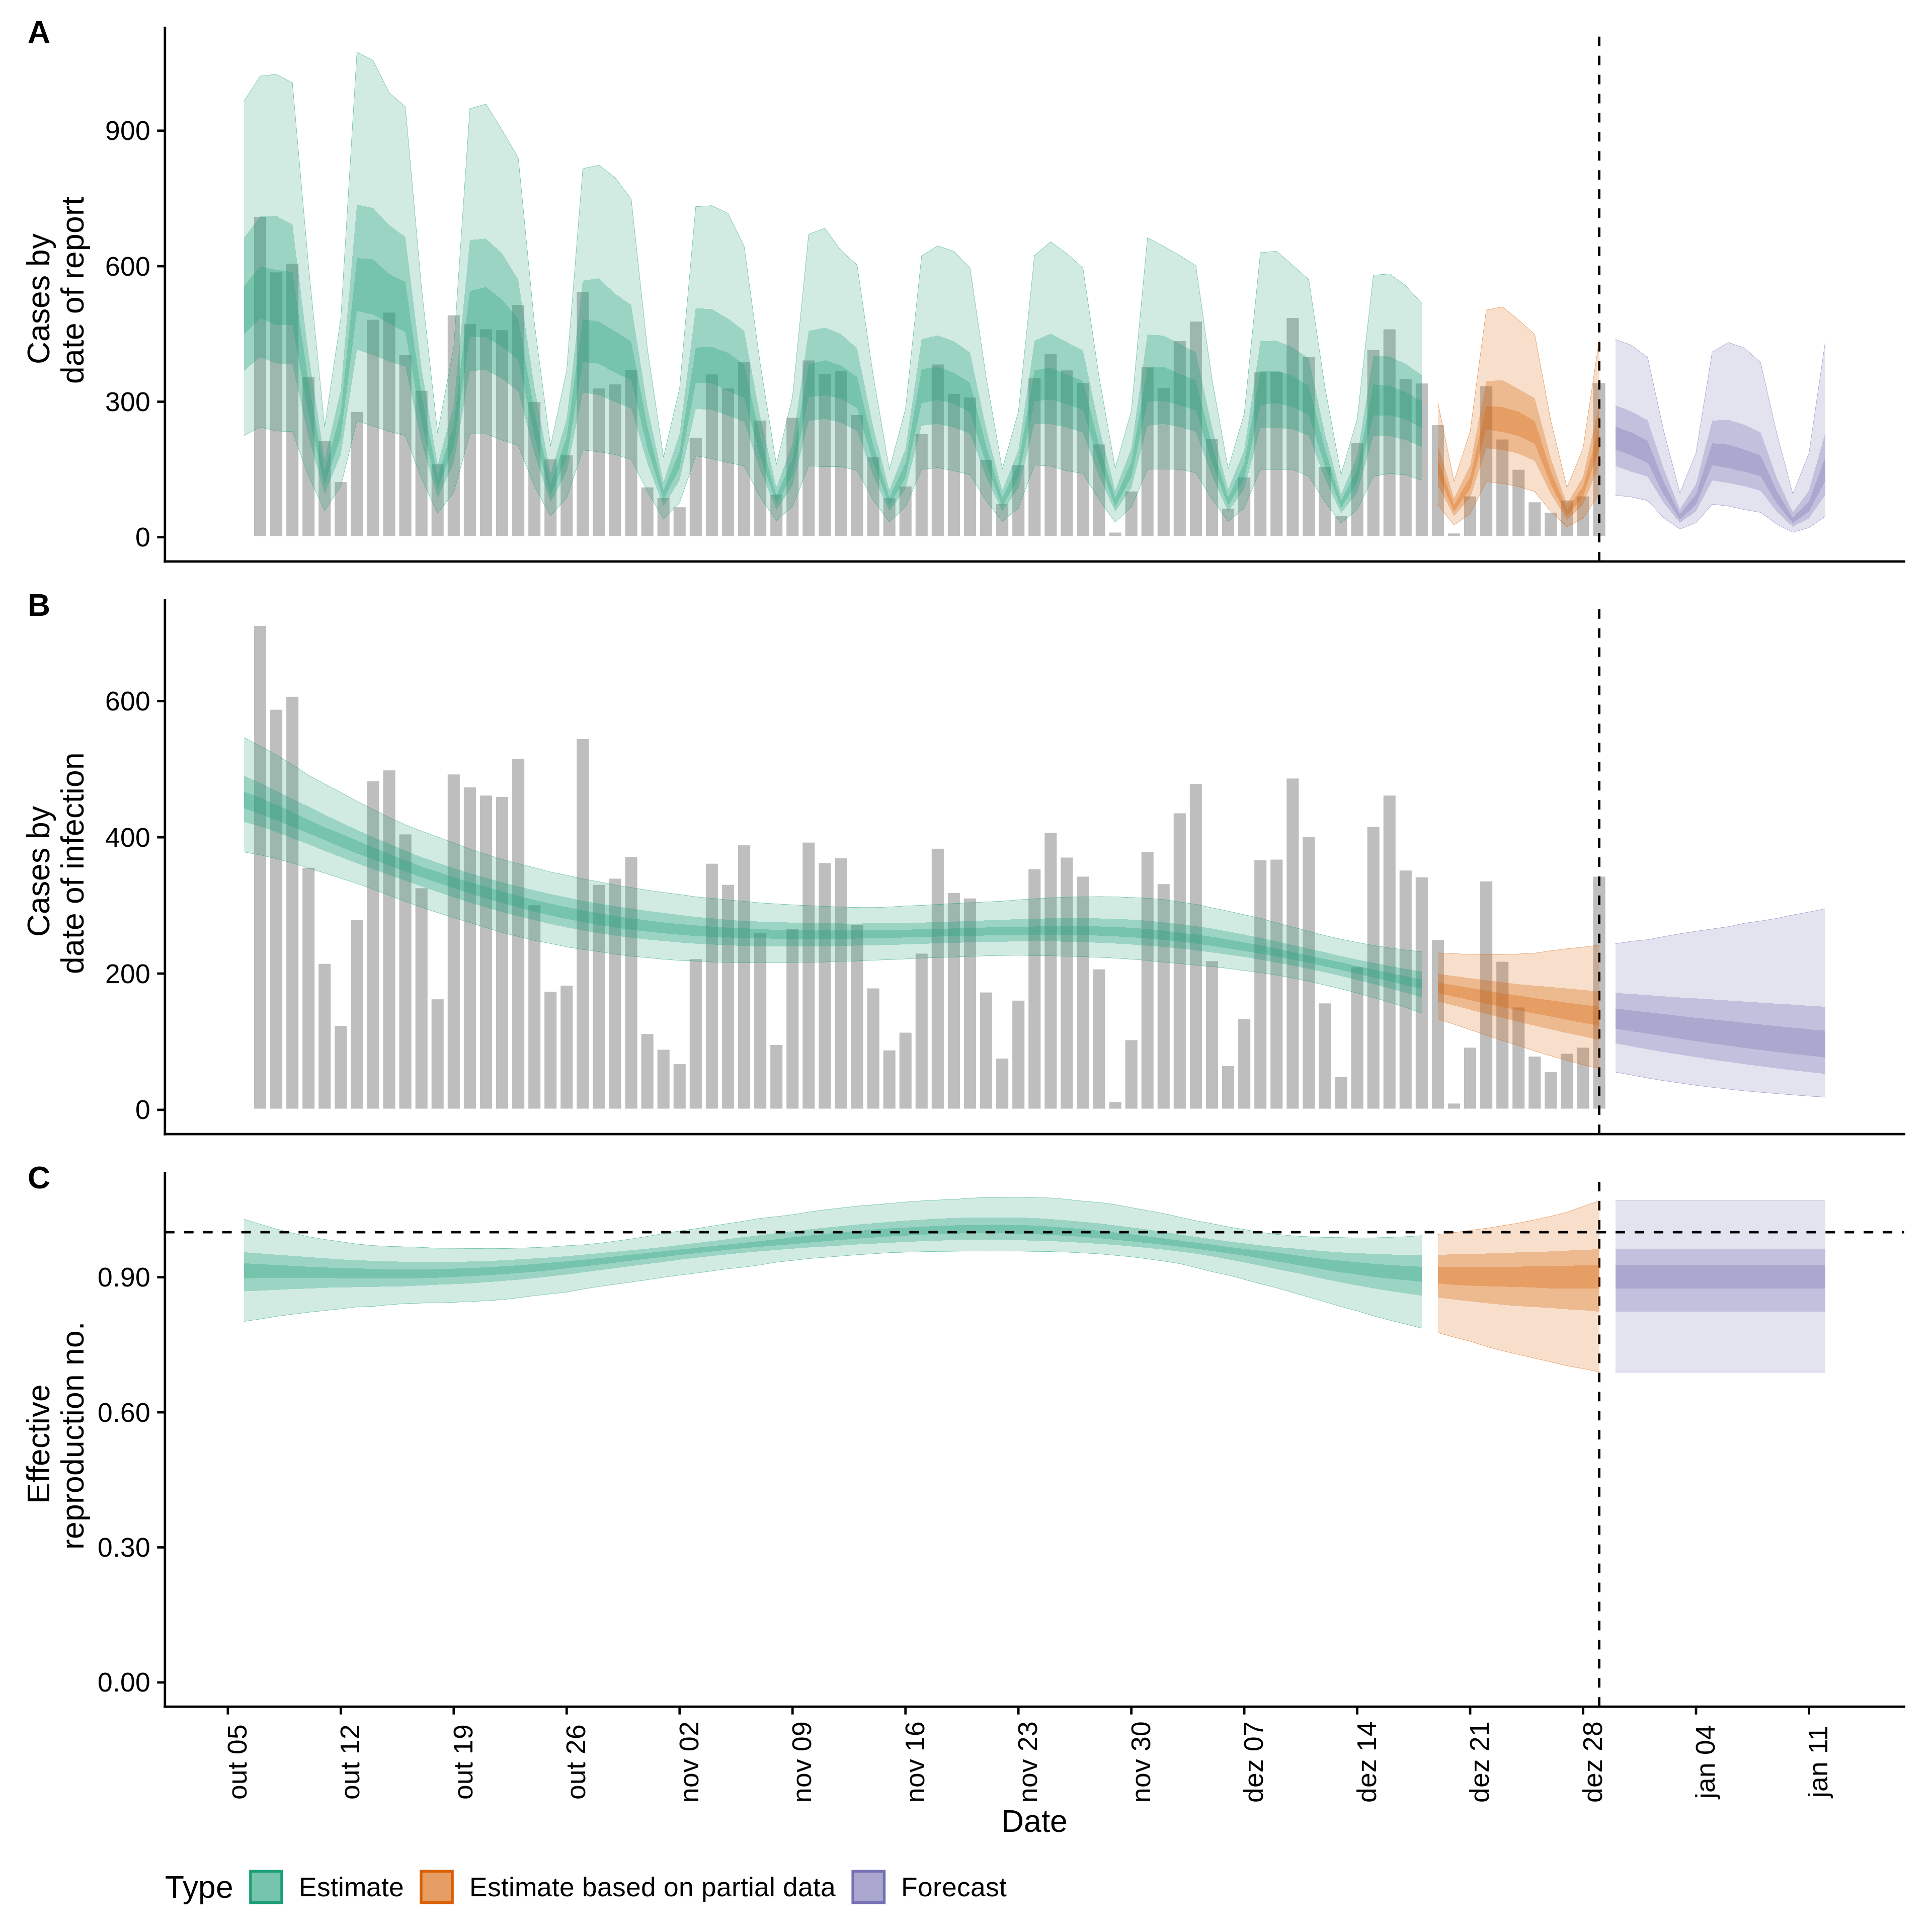 A
Cases by
date of report
900
600
300
0
B
Cases by
date of infection
600
400
200
0
C
Effective
reproduction no.
0.90
0.60
0.30
0.00
out 05
out 12
out 19
out 26
nov 02
nov 09
nov 16
nov 23
nov 30
dez 07
dez 14
dez 21
dez 28
jan 04
jan 11
Date
Type Estimate Estimate based on partial data Forecast